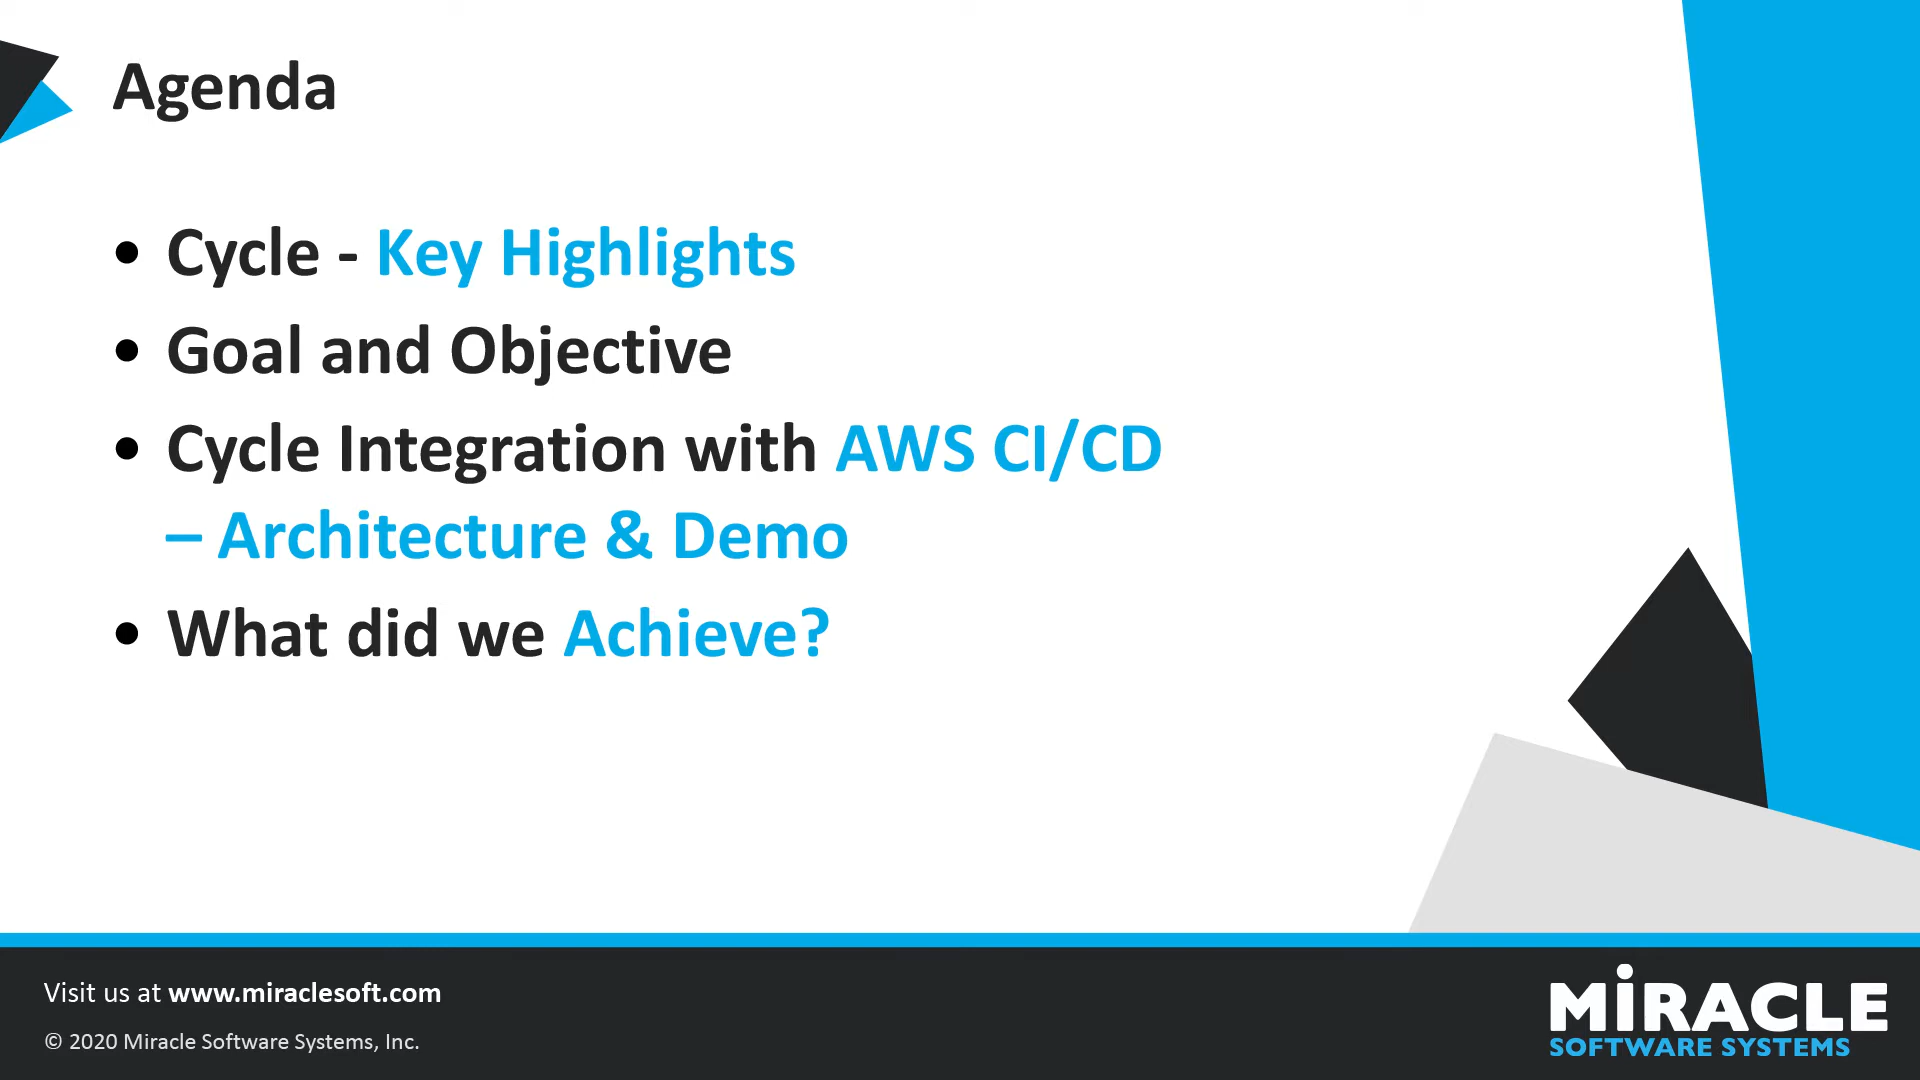 Agenda
• Cycle - Key Highlights
• Goal and Objective
• Cycle Integration with AWS CI/CD
– Architecture & Demo
• What did we Achieve?
Visit us at www.miraclesoft.com
© 2020 Miracle Software Systems, Inc.
MiRACLE
SOFTWARE SYSTEMS